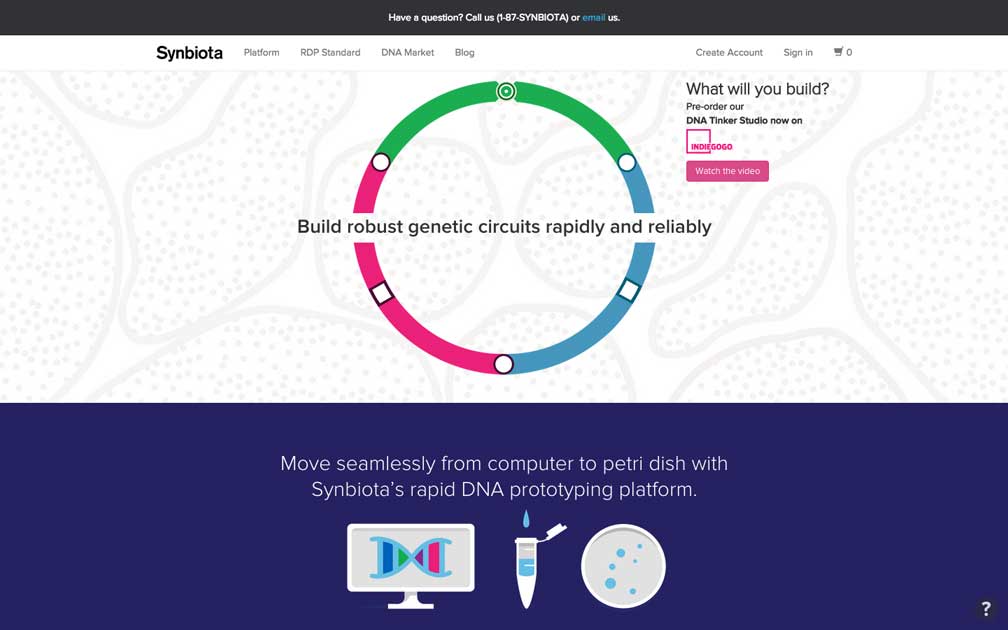 Have a question? Call us (1-87-SYNBIOTA) or email us.
Synbiota Platform RDP Standard DNA Market Blog Create Account Sign in 0
What will you build?
Pre-order our
DNA Tinker Studio now on
INDIEGOGO
Watch the video
Build robust genetic circuits rapidly and reliably
Move seamlessly from computer to petri dish with
Synbiota’s rapid DNA prototyping platform.
?